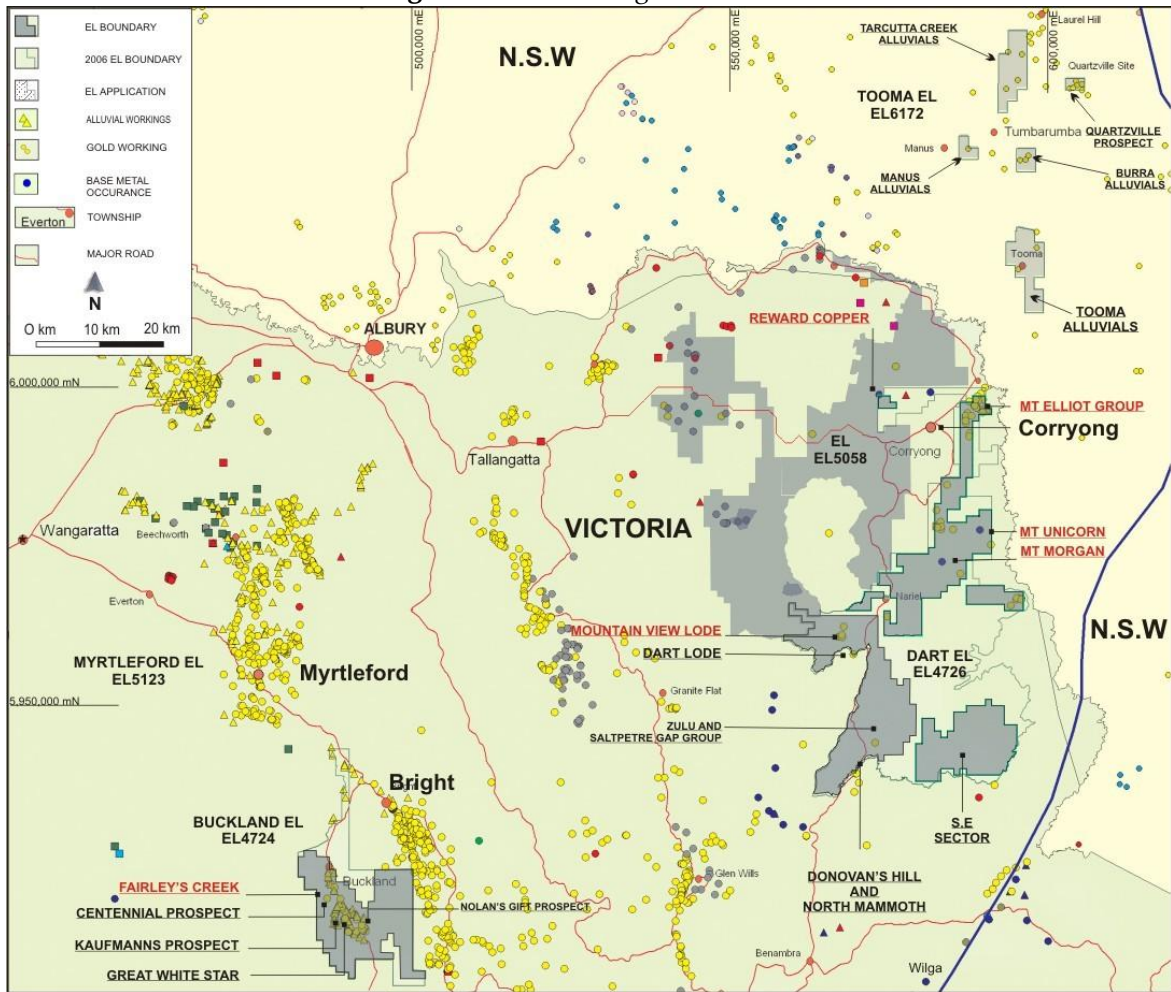 EL BOUNDARY
2006 EL BOUNDARY
EL APPLICATION
ALLUVIAL WORKINGS
GOLD WORKING
BASE METAL
OCCURANCE
Everton
TOWNSHIP
MAJOR ROAD
N
O km 10 km 20 km
500,000 mE
550,000 mE
600,000 mE
6,000,000 mN
5,950,000 mN
N.S.W
TARCUTTA CREEK
ALLUVIALS
Laurel Hill
Quartzville Site
TOOMA EL
EL6172
Tumbarumba
QUARTZVILLE
PROSPECT
Manus
MANUS
ALLUVIALS
BURRA
ALLUVIALS
Tooma
TOOMA
ALLUVIALS
ALBURY
REWARD COPPER
MT ELLIOT GROUP
Corryong
Corryong
EL
EL5058
Tallangatta
VICTORIA
Wangaratta
Beechworth
Everton
MT UNICORN
MT MORGAN
Nariel
MOUNTAIN VIEW LODE
DART LODE
DART EL
EL4726
N.S.W
MYRTLEFORD EL
EL5123
Myrtleford
Granite Flat
ZULU AND
SALTPETRE GAP GROUP
Bright
BUCKLAND EL
EL4724
S.E
SECTOR
Buckland
FAIRLEY'S CREEK
CENTENNIAL PROSPECT
NOLAN'S GIFT PROSPECT
KAUFMANNS PROSPECT
GREAT WHITE STAR
Glen Wills
DONOVAN'S HILL
AND
NORTH MAMMOTH
Benambra
Wilga